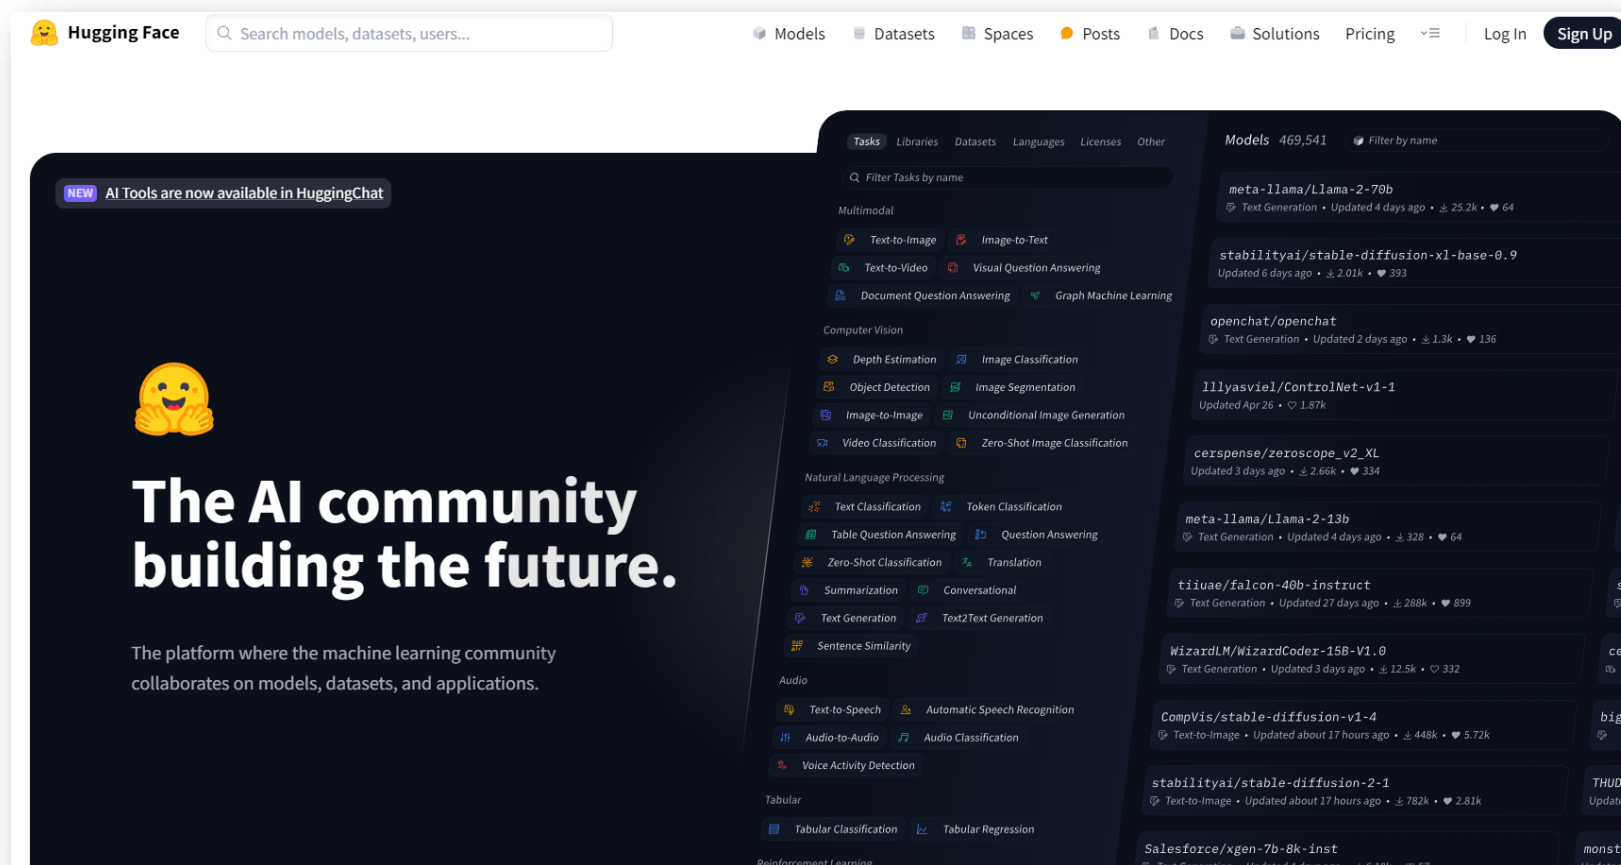 Hugging Face
Search models, datasets, users...
Models
Datasets
Spaces
Posts
Docs
Solutions
Pricing
Log In
Sign Up
NEW AI Tools are now available in HuggingChat
The AI community
building the future.
The platform where the machine learning community
collaborates on models, datasets, and applications.
Tasks Libraries Datasets Languages Licenses Other
Filter Tasks by name
Multimodal
Text-to-Image Image-to-Text
Text-to-Video Visual Question Answering
Document Question Answering Graph Machine Learning
Computer Vision
Depth Estimation Image Classification
Object Detection Image Segmentation
Image-to-Image Unconditional Image Generation
Video Classification Zero-Shot Image Classification
Natural Language Processing
Text Classification Token Classification
Table Question Answering Question Answering
Zero-Shot Classification Translation
Summarization Conversational
Text Generation Text2Text Generation
Sentence Similarity
Audio
Text-to-Speech Automatic Speech Recognition
Audio-to-Audio Audio Classification
Voice Activity Detection
Tabular
Tabular Classification Tabular Regression
Reinforcement Learning
Models 469,541 Filter by name
meta-llama/Llama-2-70b
Text Generation • Updated 4 days ago • 25.2k • 64
stabilityai/stable-diffusion-xl-base-0.9
Updated 6 days ago • 2.01k • 393
openchat/openchat
Text Generation • Updated 2 days ago • 1.3k • 136
lllyasviel/ControlNet-v1-1
Updated Apr 26 • 1.87k
cerspense/zeroscope_v2_XL
Updated 3 days ago • 2.66k • 334
meta-llama/Llama-2-13b
Text Generation • Updated 4 days ago • 328 • 64
tiiuae/falcon-40b-instruct
Text Generation • Updated 27 days ago • 288k • 899
WizardLM/WizardCoder-15B-V1.0
Text Generation • Updated 3 days ago • 12.5k • 332
CompVis/stable-diffusion-v1-4
Text-to-Image • Updated about 17 hours ago • 448k • 5.72k
stabilityai/stable-diffusion-2-1
Text-to-Image • Updated about 17 hours ago • 782k • 2.81k
Salesforce/xgen-7b-8k-inst